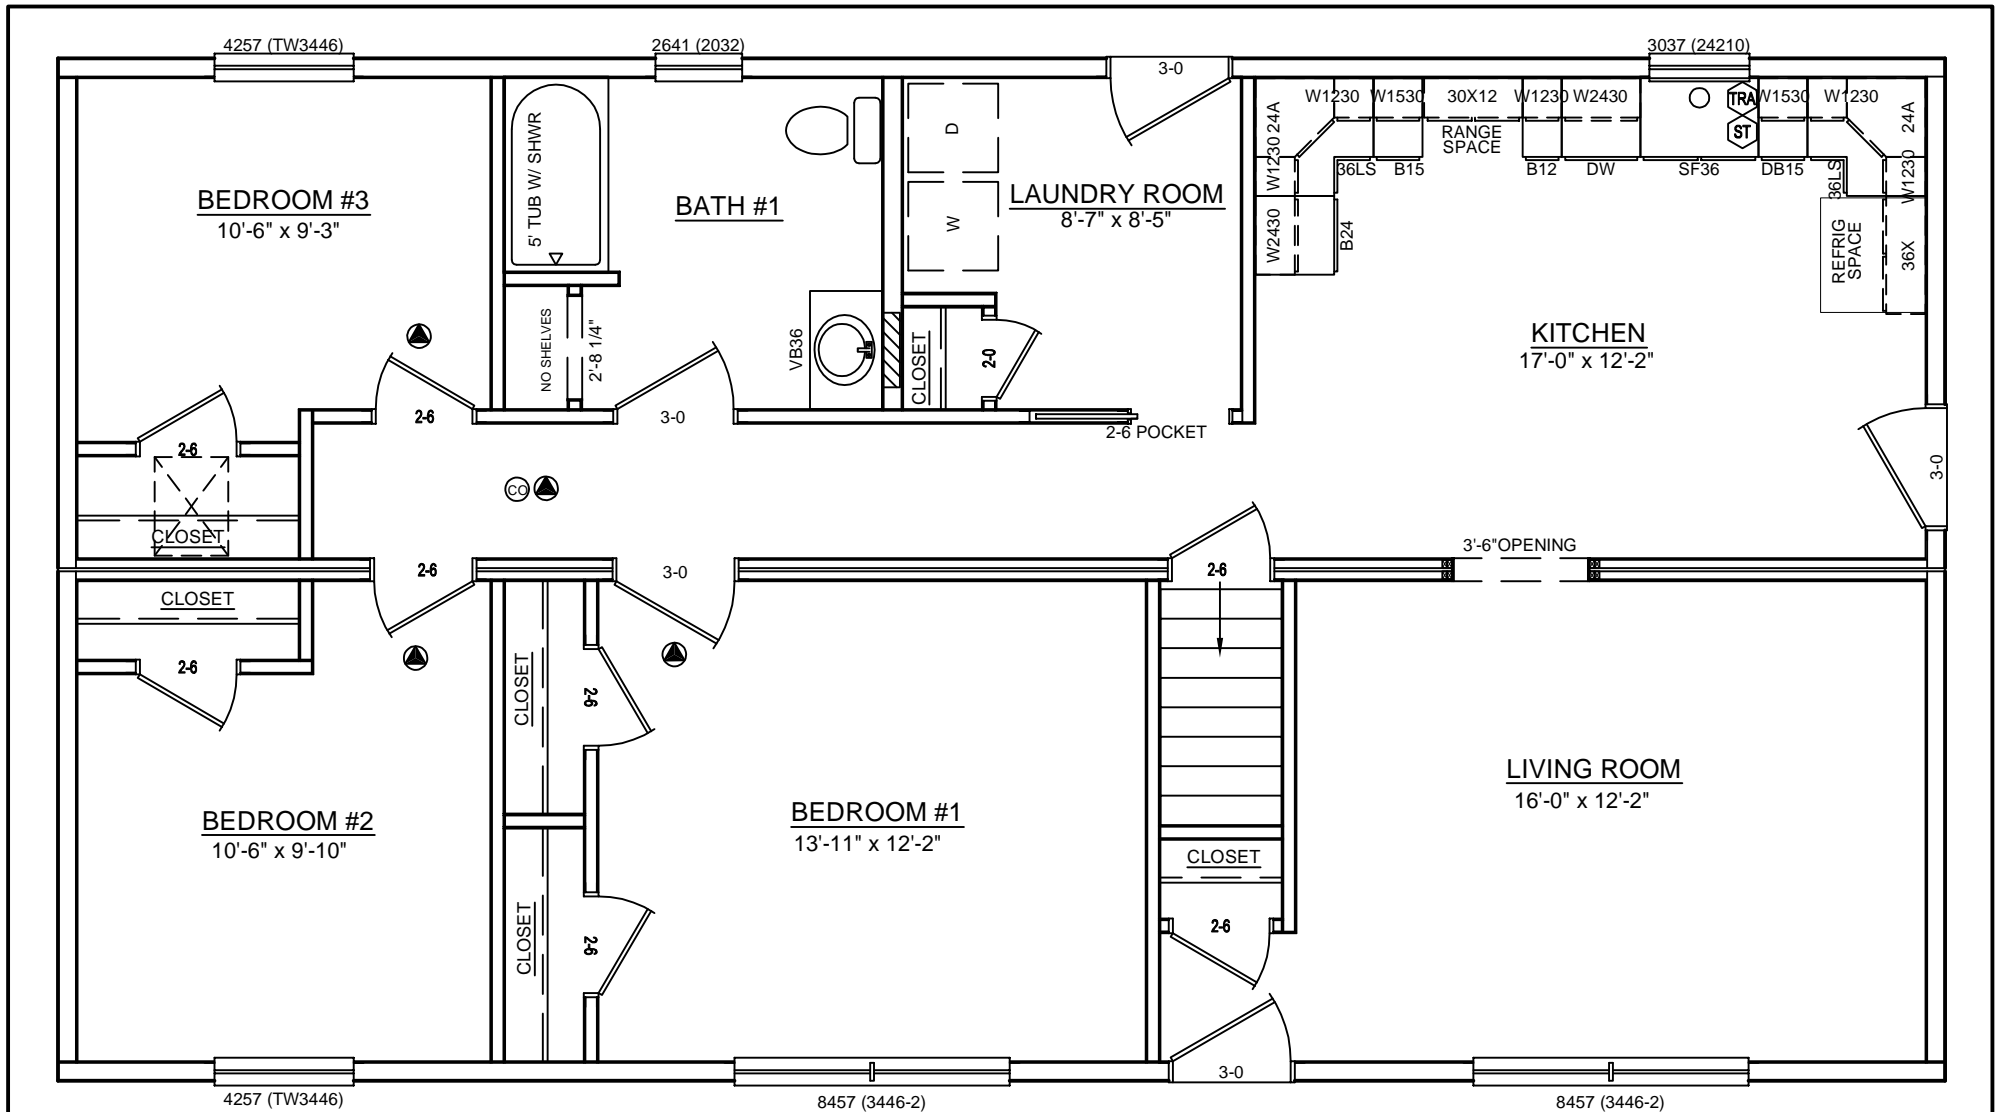 4257 (TW3446)
2641 (2032)
3037 (24210)
3-0
W1230
W1530
30X12
W1230
W2430
TRA
W1530
W1230
24A
24A
RANGE
SPACE
ST
D
5' TUB W/ SHWR
W1230
36LS
B15
B12
DW
SF36
DB15
36LS
W1230
BEDROOM #3
10'-6" x 9'-3"
BATH #1
W
LAUNDRY ROOM
8'-7" x 8'-5"
W2430
B24
REFRIG
SPACE
36X
NO SHELVES
2'-8 1/4"
VB36
CLOSET
2-0
KITCHEN
17'-0" x 12'-2"
2-6
3-0
2-6 POCKET
2-6
3-0
CO
CLOSET
3'-6"OPENING
2-6
3-0
2-6
CLOSET
2-6
CLOSET
2-6
LIVING ROOM
16'-0" x 12'-2"
BEDROOM #2
10'-6" x 9'-10"
BEDROOM #1
13'-11" x 12'-2"
CLOSET
CLOSET
2-6
2-6
3-0
4257 (TW3446)
8457 (3446-2)
8457 (3446-2)